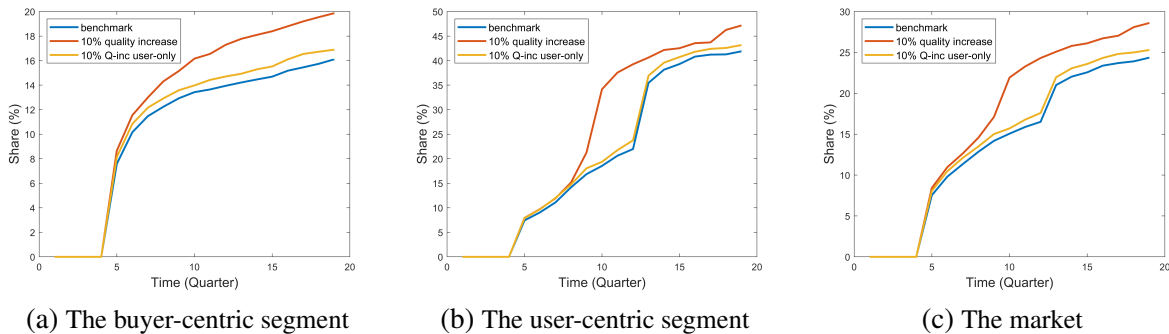 benchmark
10% quality increase
10% Q-inc user-only
Share (%)
20
18
16
14
12
10
8
6
4
2
0
0 5 10 15 20
Time (Quarter)
(a) The buyer-centric segment
benchmark
10% quality increase
10% Q-inc user-only
Share (%)
50
45
40
35
30
25
20
15
10
5
0
0 5 10 15 20
Time (Quarter)
(b) The user-centric segment
benchmark
10% quality increase
10% Q-inc user-only
Share (%)
30
25
20
15
10
5
0
0 5 10 15 20
Time (Quarter)
(c) The market